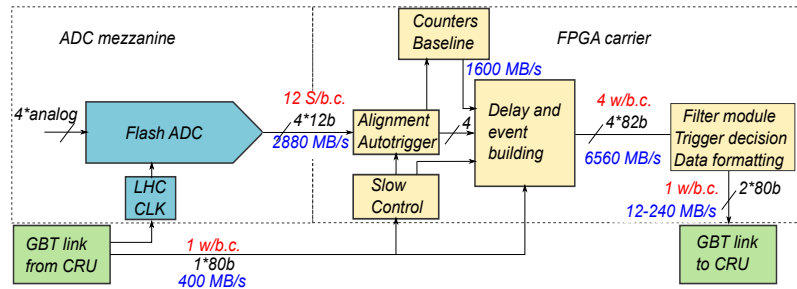 ADC mezzanine
Counters
Baseline
FPGA carrier
1600 MB/s
4*analog
Flash ADC
12 S/b.c.
4*12b
2880 MB/s
Alignment
Autotrigger
4
Delay and
event
building
4 w/b.c.
4*82b
6560 MB/s
Filter module
Trigger decision
Data formatting
LHC
CLK
Slow
Control
1 w/b.c.
2*80b
12-240 MB/s
GBT link
from CRU
1 w/b.c.
1*80b
400 MB/s
GBT link
to CRU